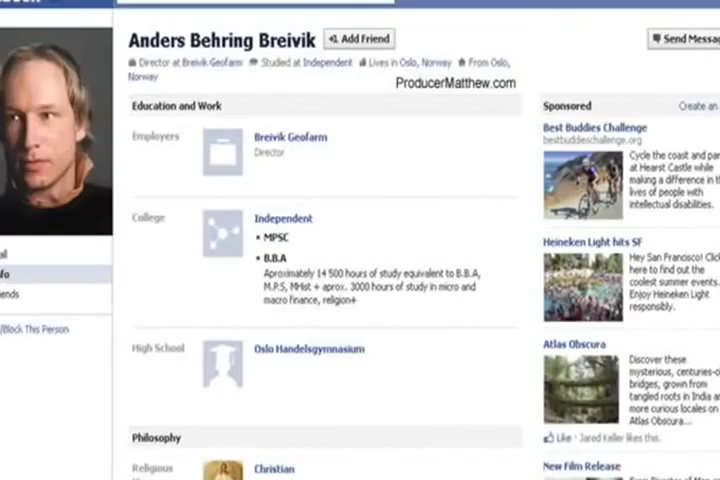 Anders Behring Breivik
+1 Add Friend
Send Messag
Director at Breivik Geofarm
Studied at Independent
Lives in Oslo, Norway
From Oslo,
Norway
ProducerMatthew.com
Education and Work
Employers
Breivik Geofarm
Director
College
Independent
• MPSC
• B.B.A
Aproximately 14 500 hours of study equivalent to B.B.A,
M.P.S, MHist + aprox. 3000 hours of study in micro and
macro finance, religion+
High School
Oslo Handelsgymnasium
Philosophy
Religious
Christian
al
fo
iends
/Block This Person
Sponsored
Create an
Best Buddies Challenge
bestbuddieschallenge.org
Cycle the coast and par
at Hearst Castle while
making a difference in th
lives of people with
intellectual disabilities.
Heineken Light hits SF
Hey San Francisco! Clic
here to find out the
coolest summer events.
Enjoy Heineken Light
responsibly.
Atlas Obscura
Discover these
mysterious, centuries-o
bridges, grown from
tangled roots in India ar
more curious locales on
Atlas Obscura...
Like · Jared Keller likes this.
New Film Release